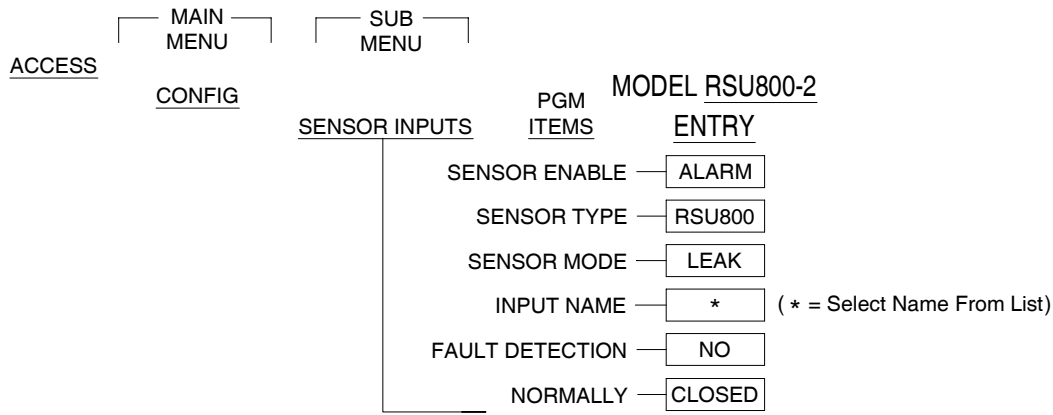 MAIN
MENU
SUB
MENU
ACCESS
CONFIG
MODEL RSU800-2
PGM
SENSOR INPUTS
ITEMS
ENTRY
SENSOR ENABLE ALARM
SENSOR TYPE RSU800
SENSOR MODE LEAK
INPUT NAME * ( * = Select Name From List)
FAULT DETECTION NO
NORMALLY CLOSED